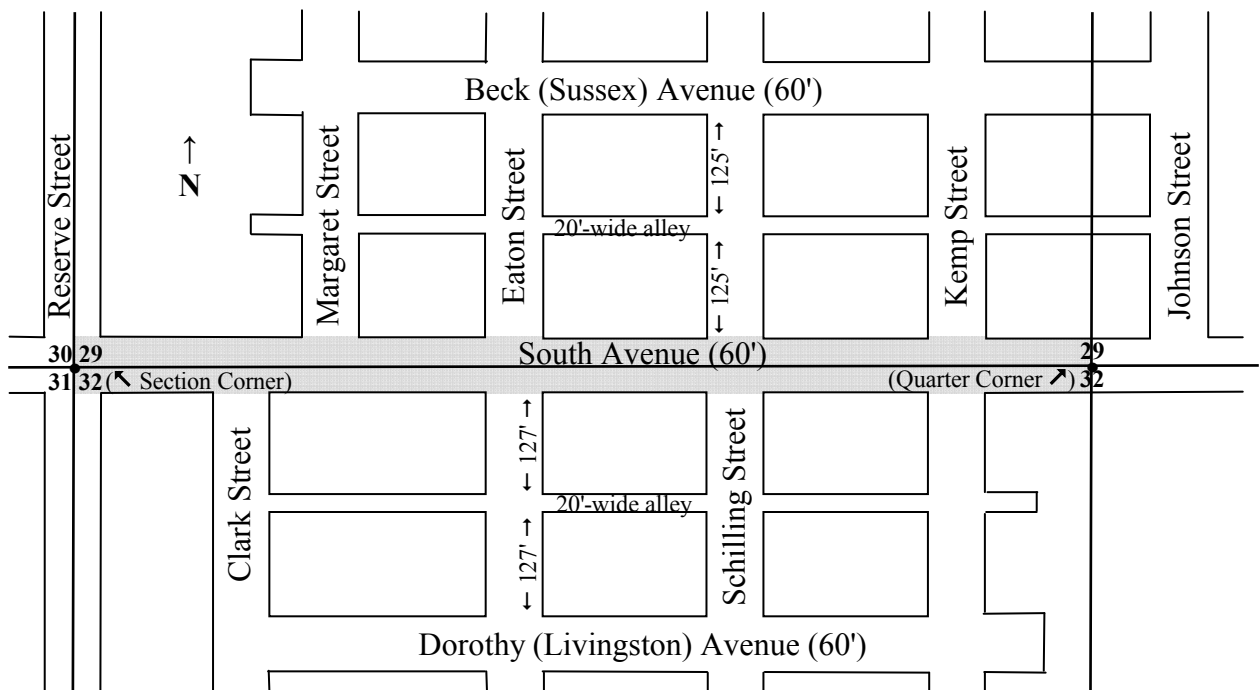 Beck (Sussex) Avenue (60')
Reserve Street
↑
N
Margaret Street
Eaton Street
← 125' →
20'-wide alley
← 125' →
Kemp Street
Johnson Street
30 29
South Avenue (60')
29
31 32 (↖ Section Corner)
(Quarter Corner ↗) 32
Clark Street
← 127' →
20'-wide alley
← 127' →
Schilling Street
Dorothy (Livingston) Avenue (60')